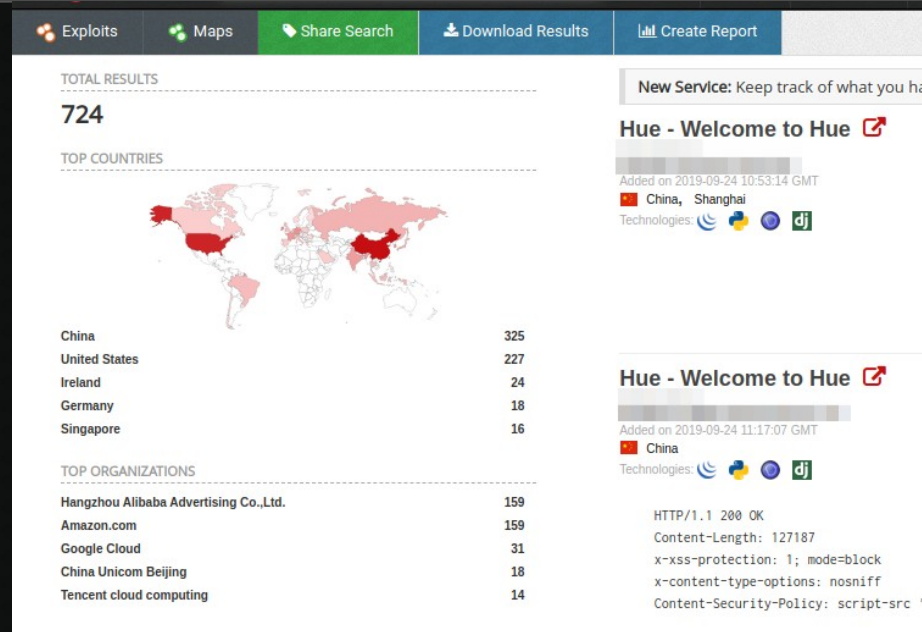 Exploits Maps Share Search Download Results Create Report
TOTAL RESULTS
724
TOP COUNTRIES
China 325
United States 227
Ireland 24
Germany 18
Singapore 16
TOP ORGANIZATIONS
Hangzhou Alibaba Advertising Co.,Ltd. 159
Amazon.com 159
Google Cloud 31
China Unicom Beijing 18
Tencent cloud computing 14
New Service: Keep track of what you ha
Hue - Welcome to Hue
Added on 2019-09-24 10:53:14 GMT
China, Shanghai
Technologies: dj
Hue - Welcome to Hue
Added on 2019-09-24 11:17:07 GMT
China
Technologies: dj
HTTP/1.1 200 OK
Content-Length: 127187
x-xss-protection: 1; mode=block
x-content-type-options: nosniff
Content-Security-Policy: script-src '